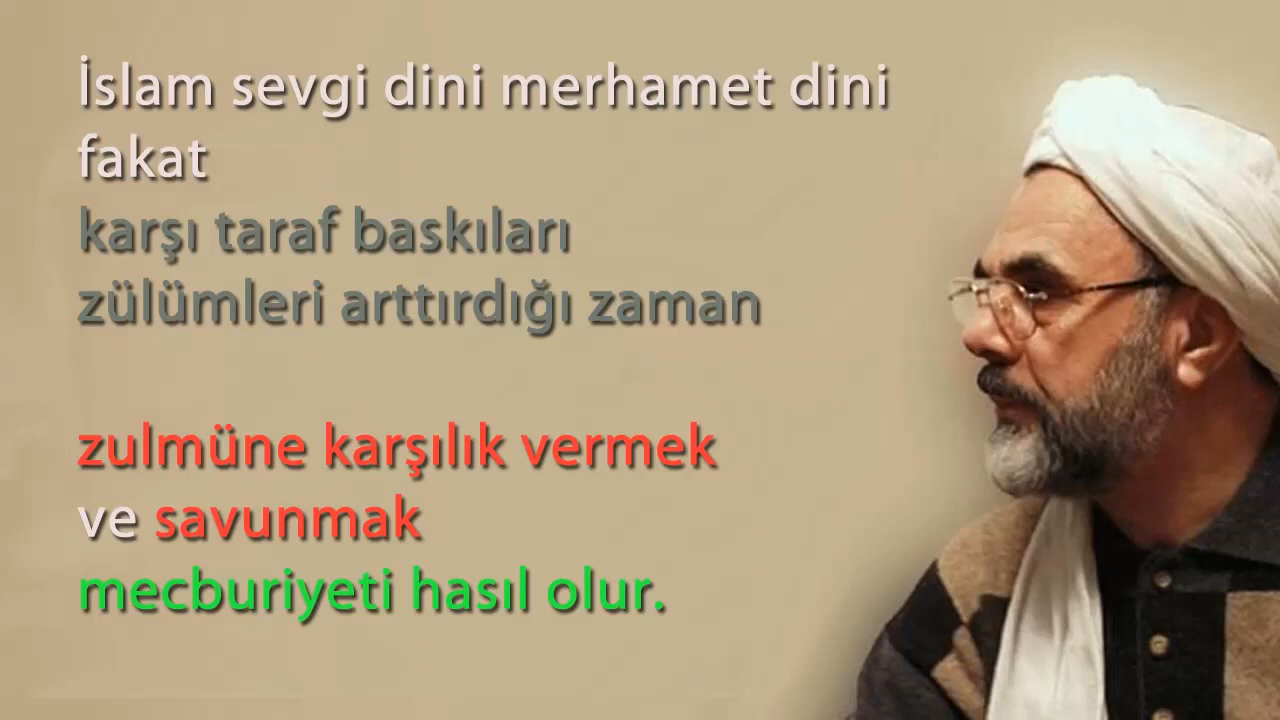 İslam sevgi dini merhamet dini
fakat
karşı taraf baskıları
zülümleri arttırdığı zaman
zulmüne karşılık vermek
ve savunmak
mecburiyeti hasıl olur.